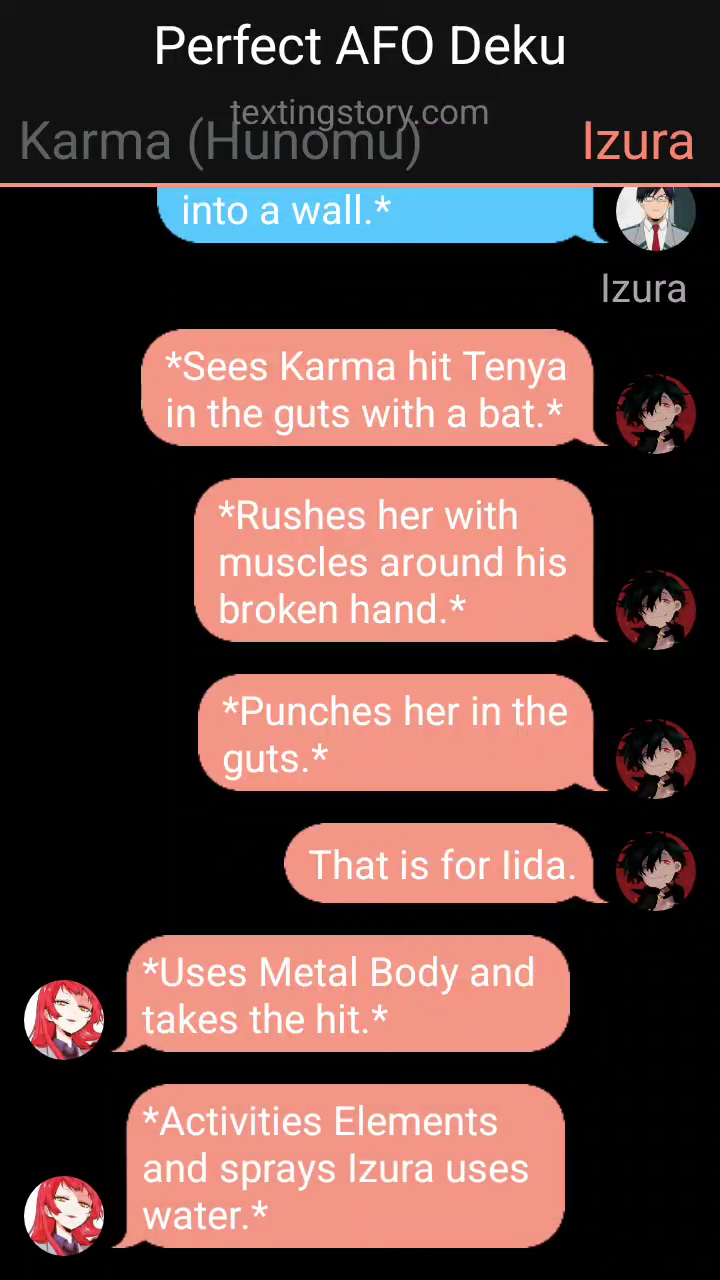 Perfect AFO Deku
textingstory.com
Karma (Hunomu)
Izura
into a wall.*
Izura
*Sees Karma hit Tenya
in the guts with a bat.*
*Rushes her with
muscles around his
broken hand.*
*Punches her in the
guts.*
That is for Iida.
*Uses Metal Body and
takes the hit.*
*Activities Elements
and sprays Izura uses
water.*